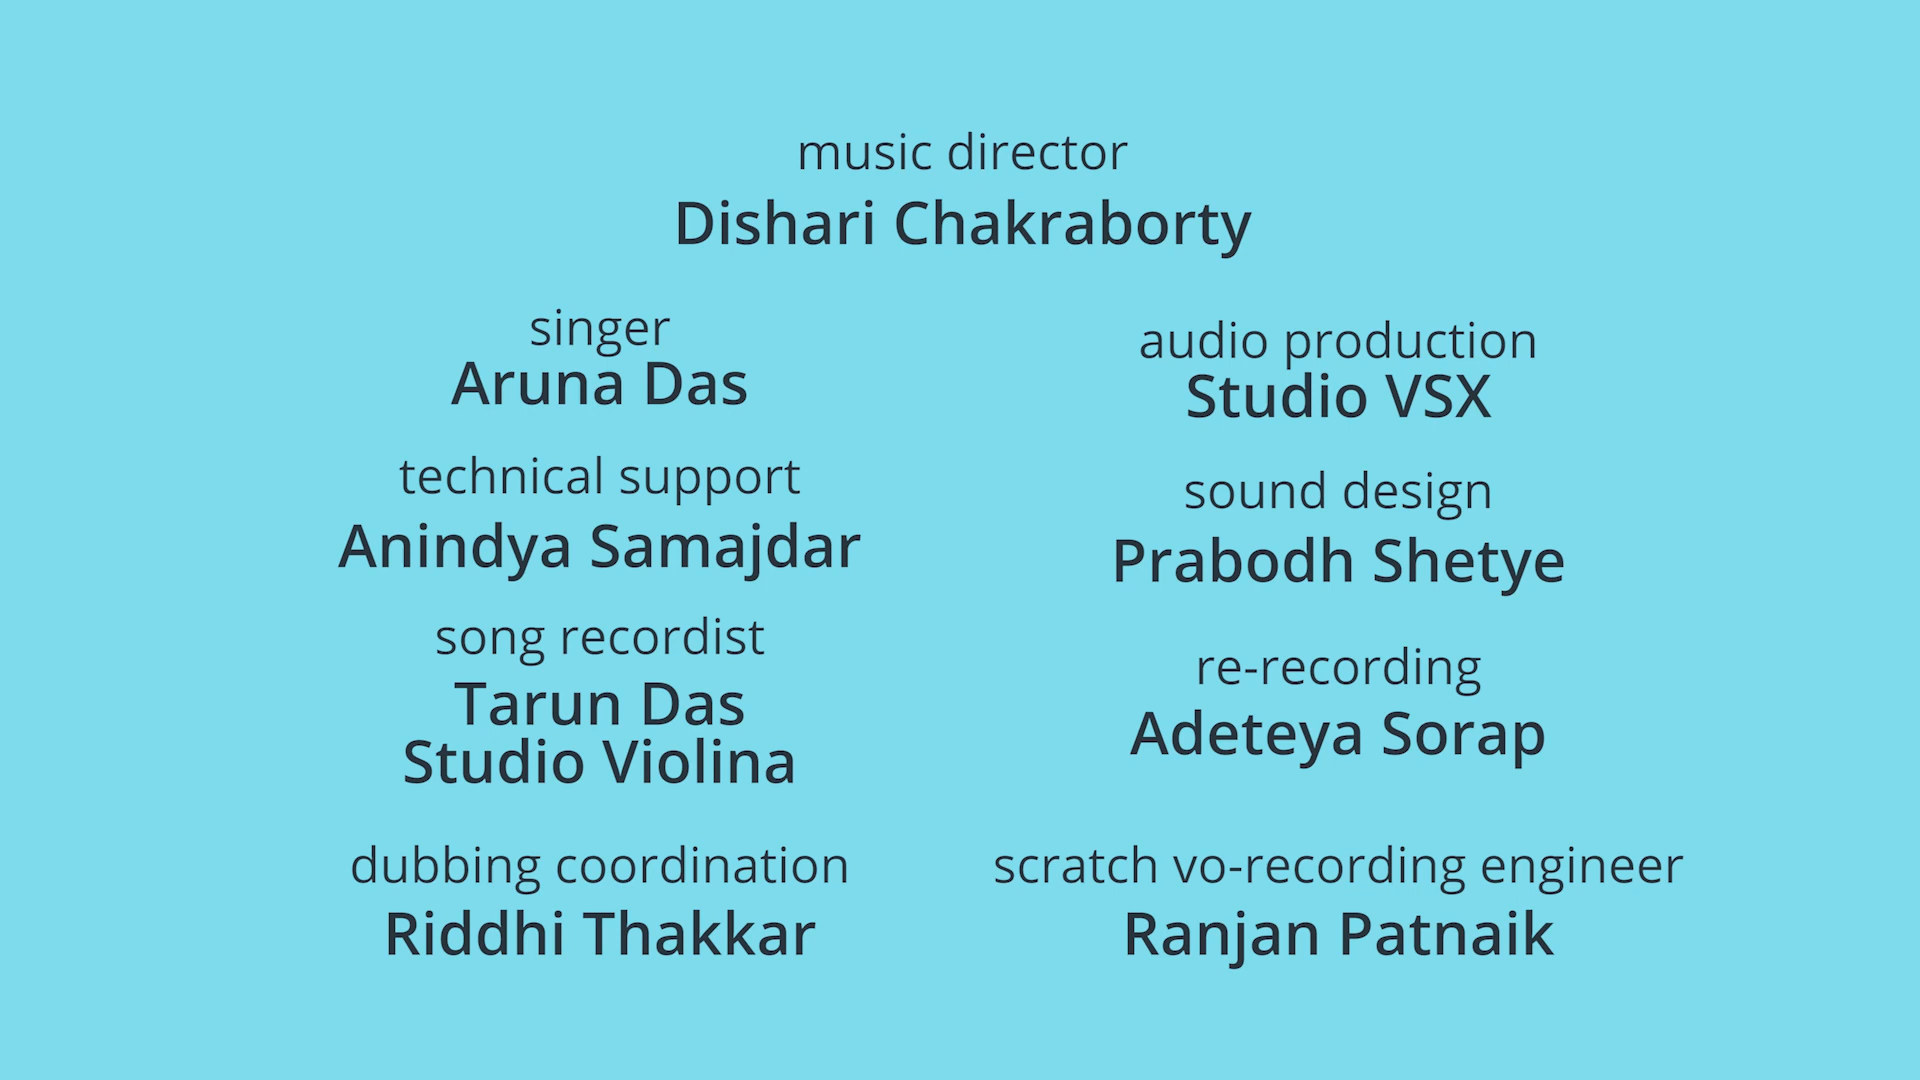 music director
Dishari Chakraborty
singer
Aruna Das
technical support
Anindya Samajdar
song recordist
Tarun Das
Studio Violina
dubbing coordination
Riddhi Thakkar
audio production
Studio VSX
sound design
Prabodh Shetye
re-recording
Adeteya Sorap
scratch vo-recording engineer
Ranjan Patnaik